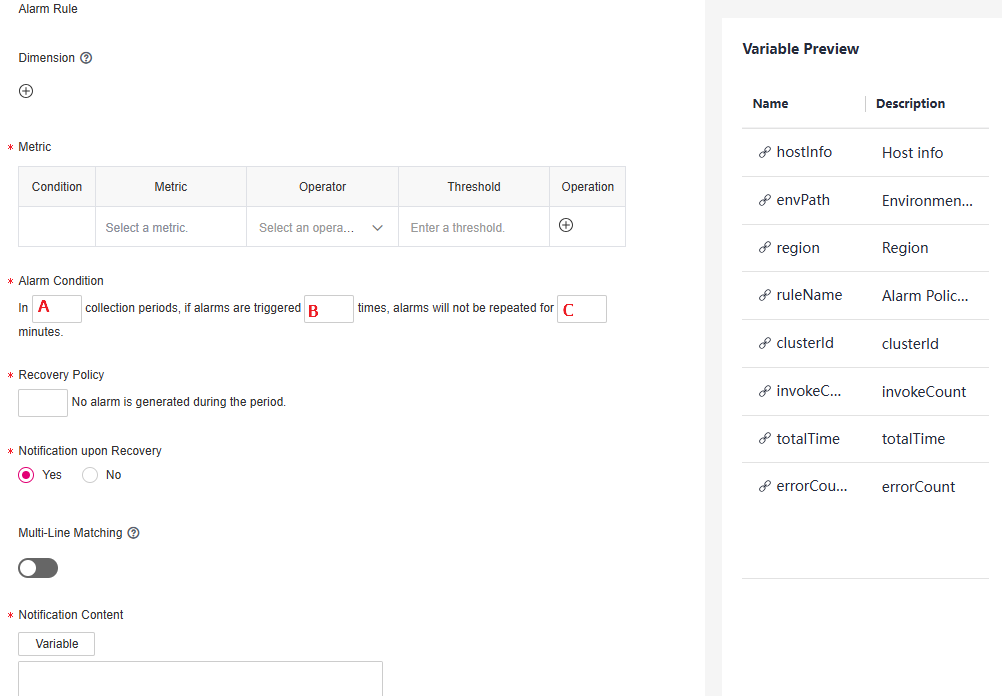 Alarm Rule
Dimension
Metric
Condition Metric Operator Threshold Operation
Select a metric. Select an opera... Enter a threshold.
* Alarm Condition
In A collection periods, if alarms are triggered B times, alarms will not be repeated for C
minutes.
* Recovery Policy
No alarm is generated during the period.
* Notification upon Recovery
Yes No
Multi-Line Matching
* Notification Content
Variable
Variable Preview
Name Description
hostInfo Host info
envPath Environmen...
region Region
ruleName Alarm Polic...
clusterId clusterId
invokeC... invokeCount
totalTime totalTime
errorCou... errorCount